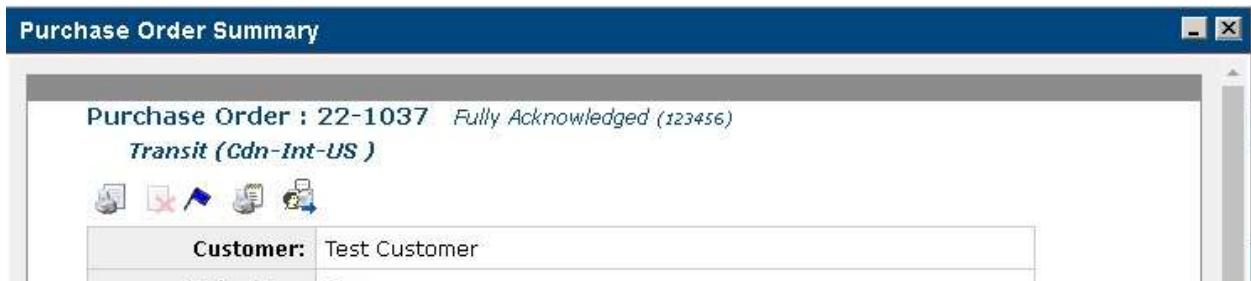 Purchase Order Summary
Purchase Order : 22-1037 Fully Acknowledged (123456)
Transit (Cdn-Int-US )
Customer: Test Customer